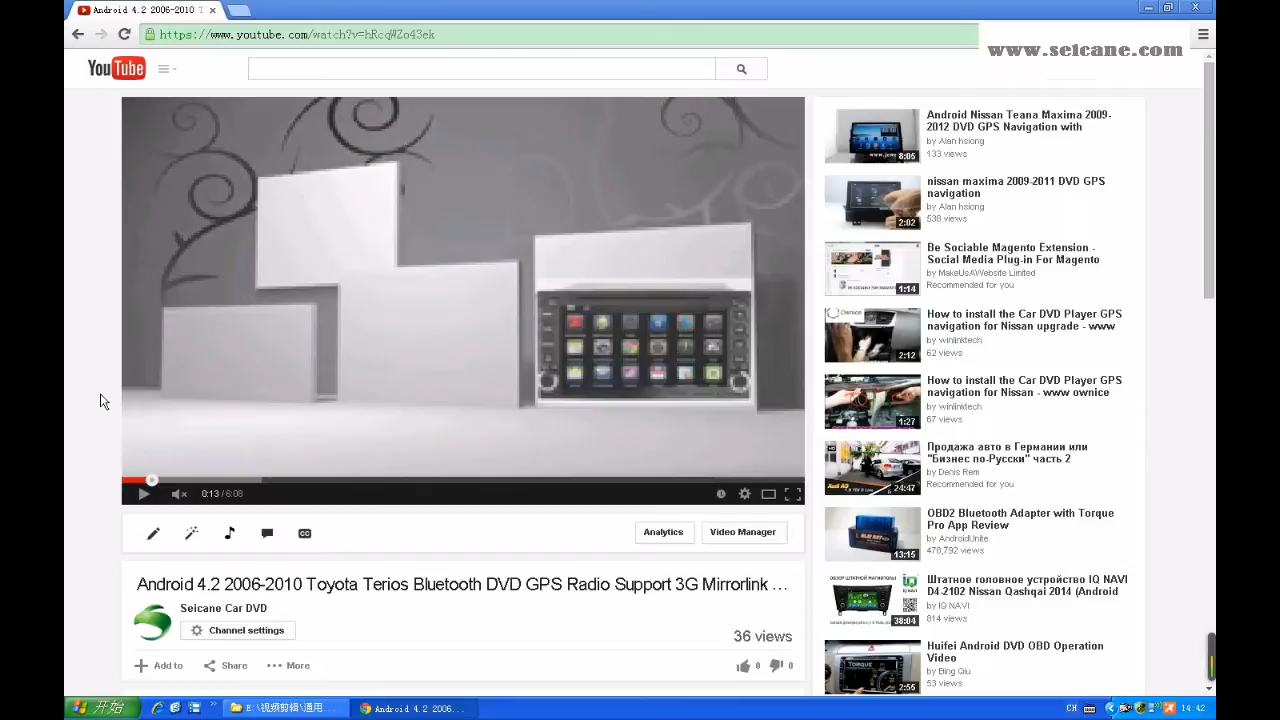 Android 4.2 2006-2010 T
https://www.youtube.com/watch?v=hRcqWZo43ek
www.seicane.com
YouTube
Android Nissan Teana Maxima 2009-
2012 DVD GPS Navigation with
by Alan hsiong
133 views
8:05
nissan maxima 2009-2011 DVD GPS
navigation
by Alan hsiong
538 views
2:02
Be Sociable Magento Extension -
Social Media Plug-in For Magento
by MakeUsAWebsite Limited
Recommended for you
1:14
How to install the Car DVD Player GPS
navigation for Nissan upgrade - www
by winlinktech
62 views
2:12
Ownice
How to install the Car DVD Player GPS
navigation for Nissan - www ownice
by winlinktech
67 views
1:27
Продажа авто в Германии или
"Бизнес по-Русски" часть 2
by Denis Rem
Recommended for you
24:47
OBD2 Bluetooth Adapter with Torque
Pro App Review
by AndroidUnite
478,792 views
13:15
Штатное головное устройство IQ NAVI
D4-2102 Nissan Qashqai 2014 (Android
by IQ NAVI
814 views
38:04
Huifei Android DVD OBD Operation
Video
by Bing Qiu
53 views
TORQUE
2:56
0:13 / 6:08
CC
Analytics
Video Manager
Android 4.2 2006-2010 Toyota Terios Bluetooth DVD GPS Radio Support 3G Mirrorlink ...
Seicane Car DVD
Channel settings
36 views
Add to
Share
More
0
0
开始
E:\视频剪辑\通用...
Android 4.2 2006...
CH
14:42